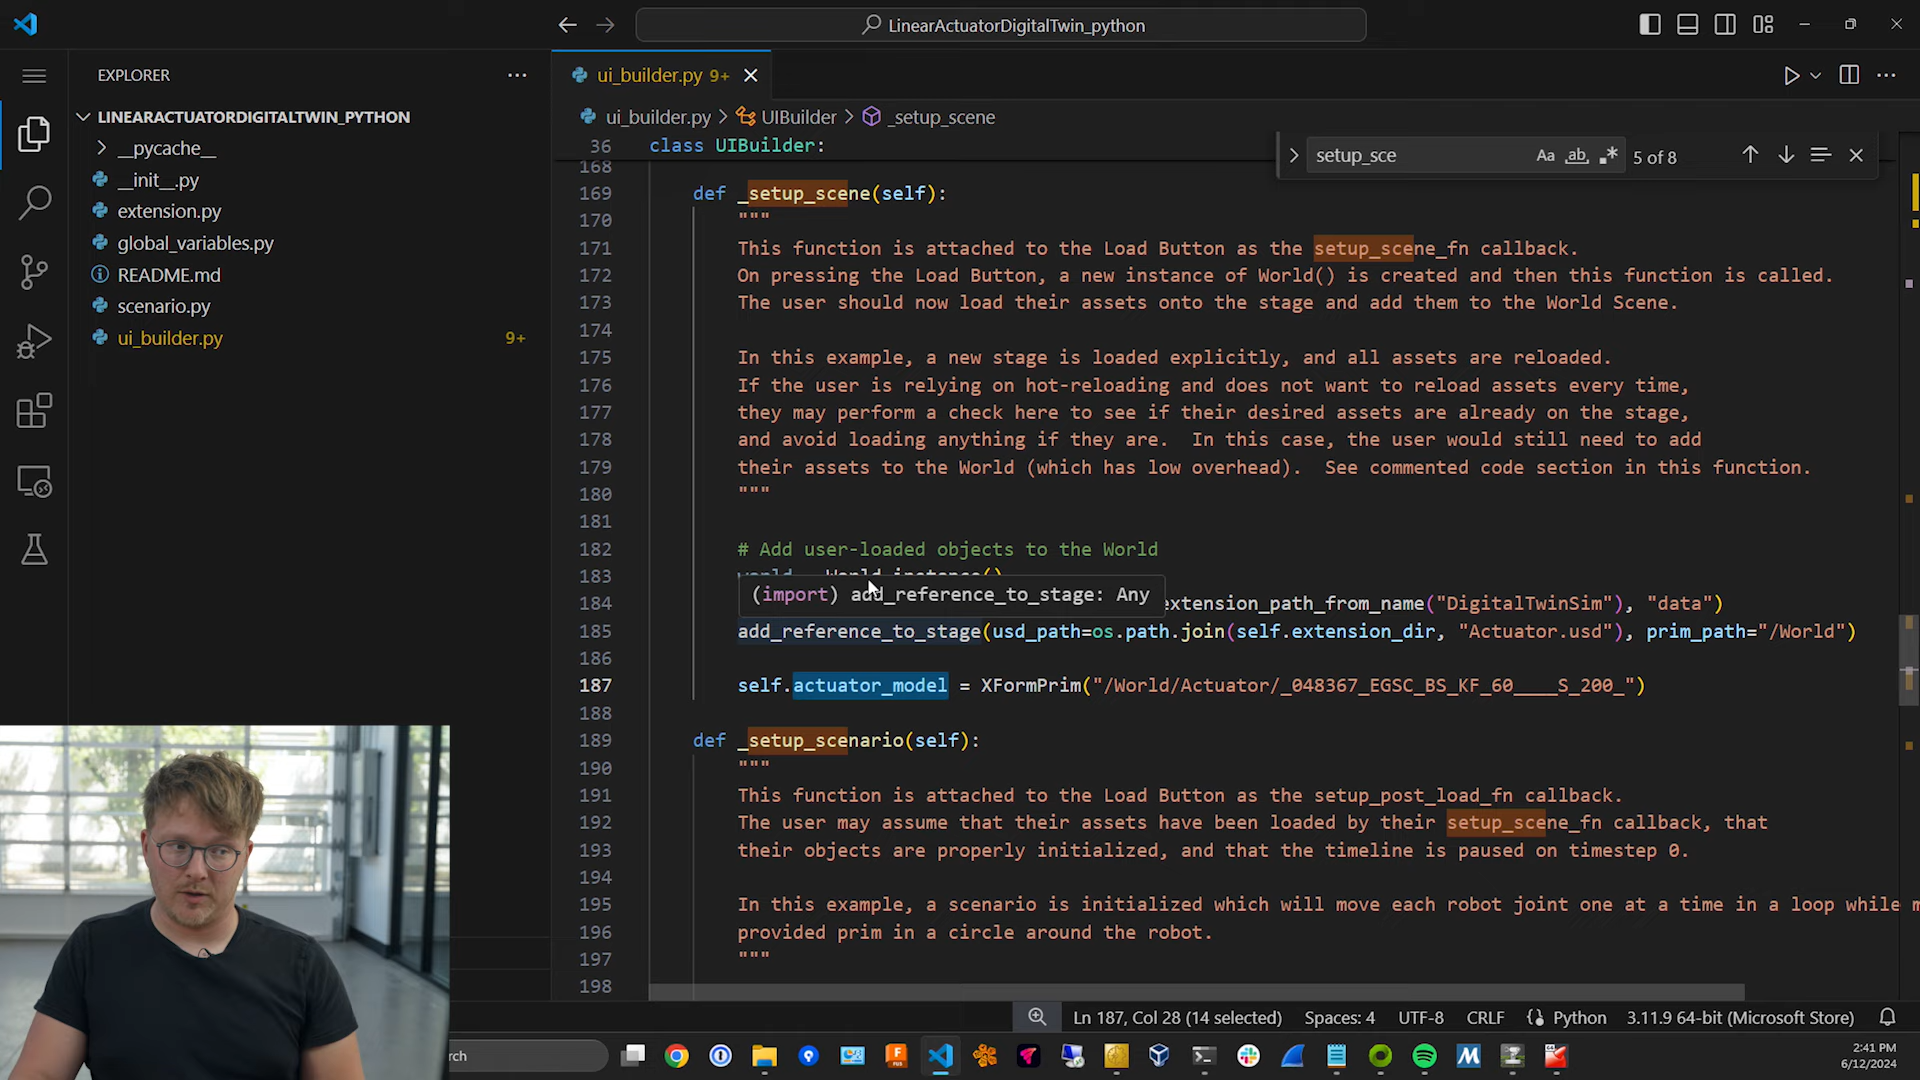 LinearActuatorDigitalTwin_python
EXPLORER
ui_builder.py 9+
LINEARACTUATORDIGITALTWIN_PYTHON
__pycache__
__init__.py
extension.py
global_variables.py
README.md
scenario.py
ui_builder.py 9+
ui_builder.py > UIBuilder > _setup_scene
setup_sce Aa ab 5 of 8
36 class UIBuilder:
168
169 def _setup_scene(self):
170 """
171 This function is attached to the Load Button as the setup_scene_fn callback.
172 On pressing the Load Button, a new instance of World() is created and then this function is called.
173 The user should now load their assets onto the stage and add them to the World Scene.
174
175 In this example, a new stage is loaded explicitly, and all assets are reloaded.
176 If the user is relying on hot-reloading and does not want to reload assets every time,
177 they may perform a check here to see if their desired assets are already on the stage,
178 and avoid loading anything if they are.  In this case, the user would still need to add
179 their assets to the World (which has low overhead).  See commented code section in this function.
180 """
181
182 # Add user-loaded objects to the World
183 world = World.instance()
(import) add_reference_to_stage: Any
184 extension_path_from_name("DigitalTwinSim"), "data")
185 add_reference_to_stage(usd_path=os.path.join(self.extension_dir, "Actuator.usd"), prim_path="/World")
186
187 self.actuator_model = XFormPrim("/World/Actuator/_048367_EGSC_BS_KF_60____S_200_")
188
189 def _setup_scenario(self):
190 """
191 This function is attached to the Load Button as the setup_post_load_fn callback.
192 The user may assume that their assets have been loaded by their setup_scene_fn callback, that
193 their objects are properly initialized, and that the timeline is paused on timestep 0.
194
195 In this example, a scenario is initialized which will move each robot joint one at a time in a loop while m
196 provided prim in a circle around the robot.
197 """
198
Ln 187, Col 28 (14 selected) Spaces: 4 UTF-8 CRLF Python 3.11.9 64-bit (Microsoft Store)
rch
2:41 PM
6/12/2024